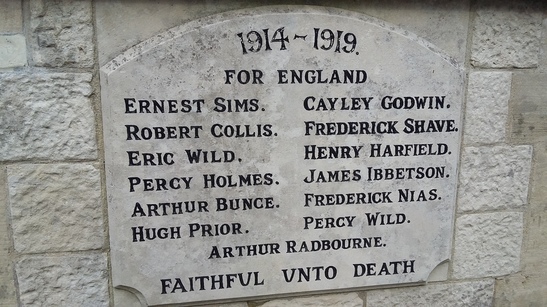 1914-1919.
FOR ENGLAND
ERNEST SIMS. CAYLEY GODWIN.
ROBERT COLLIS. FREDERICK SHAVE.
ERIC WILD. HENRY HARFIELD.
PERCY HOLMES. JAMES IBBETSON.
ARTHUR BUNCE. FREDERICK NIAS.
HUGH PRIOR. PERCY WILD.
ARTHUR RADBOURNE.
FAITHFUL UNTO DEATH